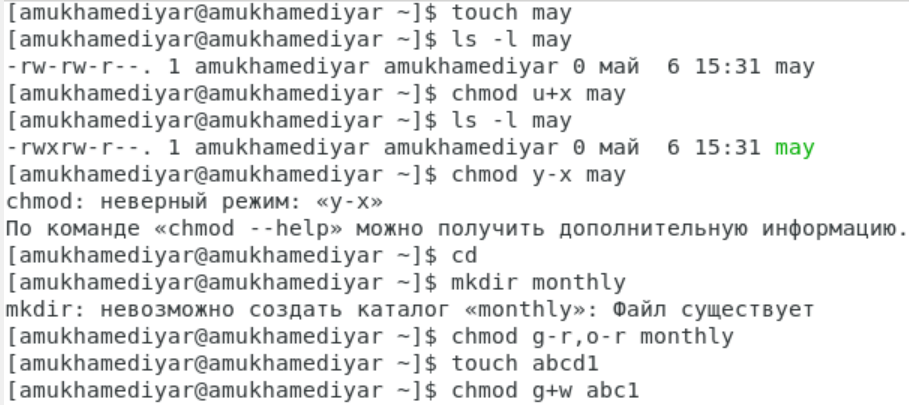 [amukhamediyar@amukhamediyar ~]$ touch may
[amukhamediyar@amukhamediyar ~]$ ls -l may
-rw-rw-r--. 1 amukhamediyar amukhamediyar 0 май  6 15:31 may
[amukhamediyar@amukhamediyar ~]$ chmod u+x may
[amukhamediyar@amukhamediyar ~]$ ls -l may
-rwxrw-r--. 1 amukhamediyar amukhamediyar 0 май  6 15:31 may
[amukhamediyar@amukhamediyar ~]$ chmod y-x may
chmod: неверный режим: «y-x»
По команде «chmod --help» можно получить дополнительную информацию.
[amukhamediyar@amukhamediyar ~]$ cd
[amukhamediyar@amukhamediyar ~]$ mkdir monthly
mkdir: невозможно создать каталог «monthly»: Файл существует
[amukhamediyar@amukhamediyar ~]$ chmod g-r,o-r monthly
[amukhamediyar@amukhamediyar ~]$ touch abcd1
[amukhamediyar@amukhamediyar ~]$ chmod g+w abc1